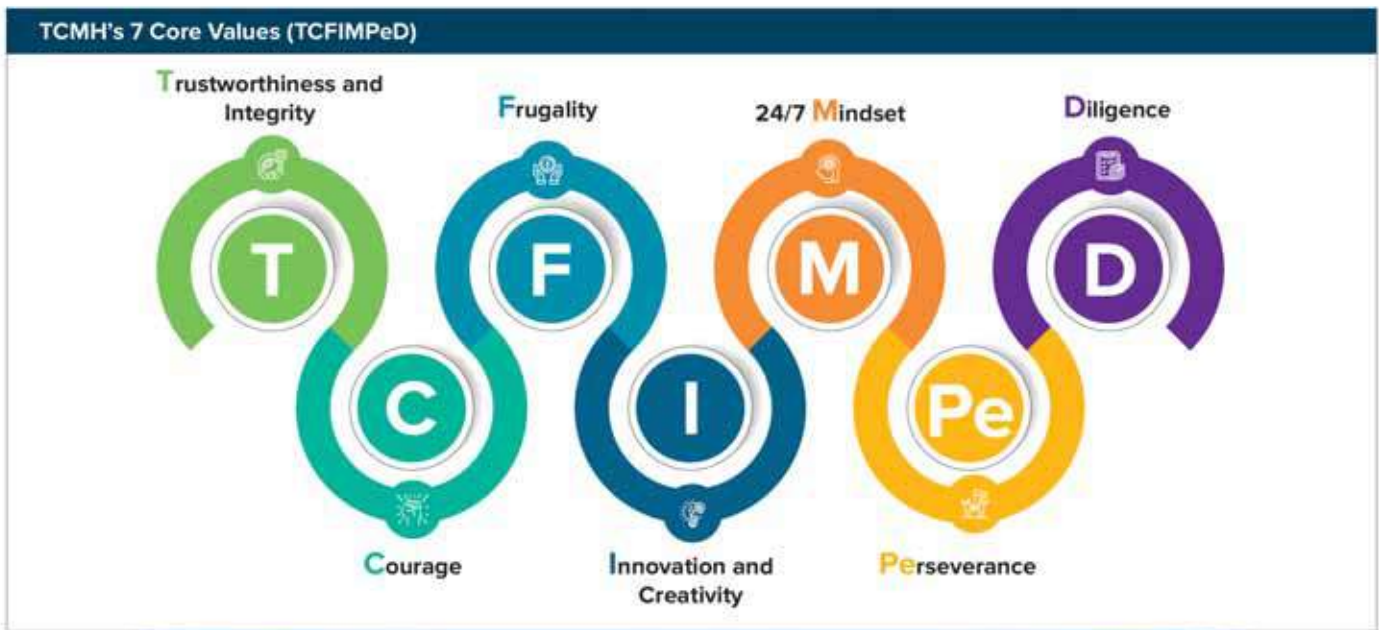 TCMH's 7 Core Values (TCFIMPeD)
Trustworthiness and
Integrity
Frugality
24/7 Mindset
Diligence
T
F
M
D
C
I
Pe
Courage
Innovation and
Creativity
Perseverance